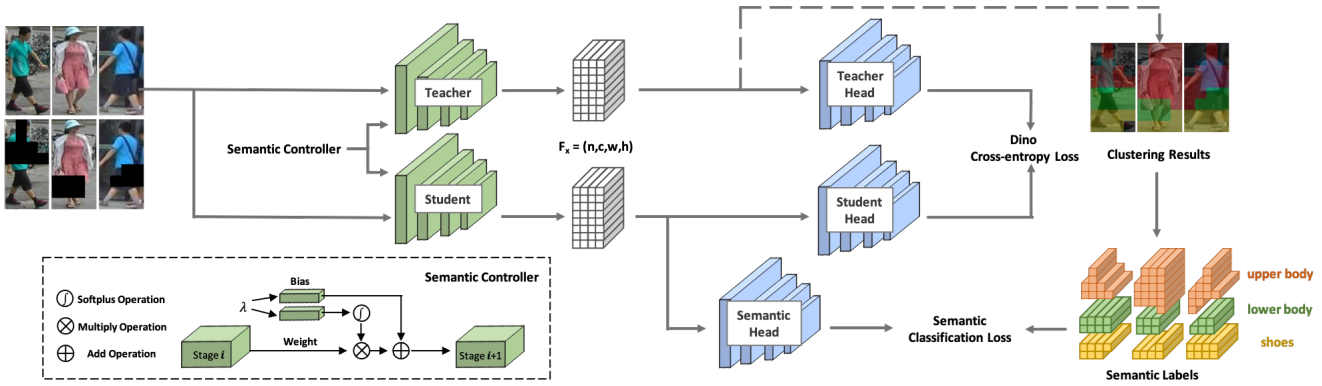 Teacher
Teacher
Head
Semantic Controller
Fₓ = (n,c,w,h)
Dino
Cross-entropy Loss
Clustering Results
Student
Student
Head
Semantic Controller
Bias
∫ Softplus Operation
λ
∫
⊗ Multiply Operation
Weight
⊕ Add Operation
Stage i
⊗
⊕
Stage i+1
Semantic
Head
Semantic
Classification Loss
upper body
lower body
shoes
Semantic Labels